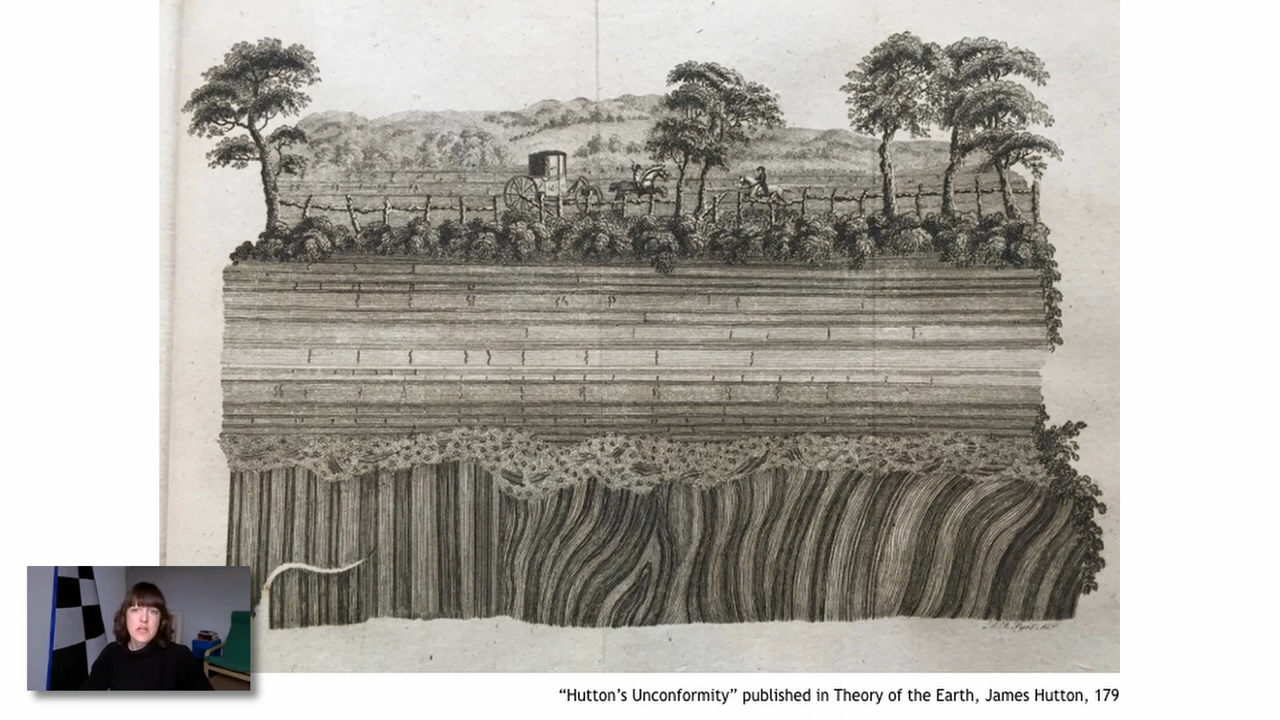 “Hutton’s Unconformity” published in Theory of the Earth, James Hutton, 179